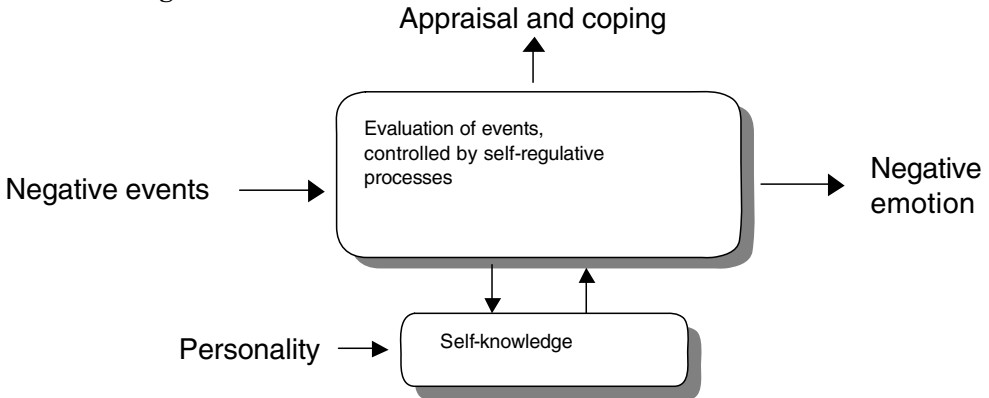 Appraisal and coping
Evaluation of events,
controlled by self-regulative
processes
Negative events
Negative
emotion
Self-knowledge
Personality